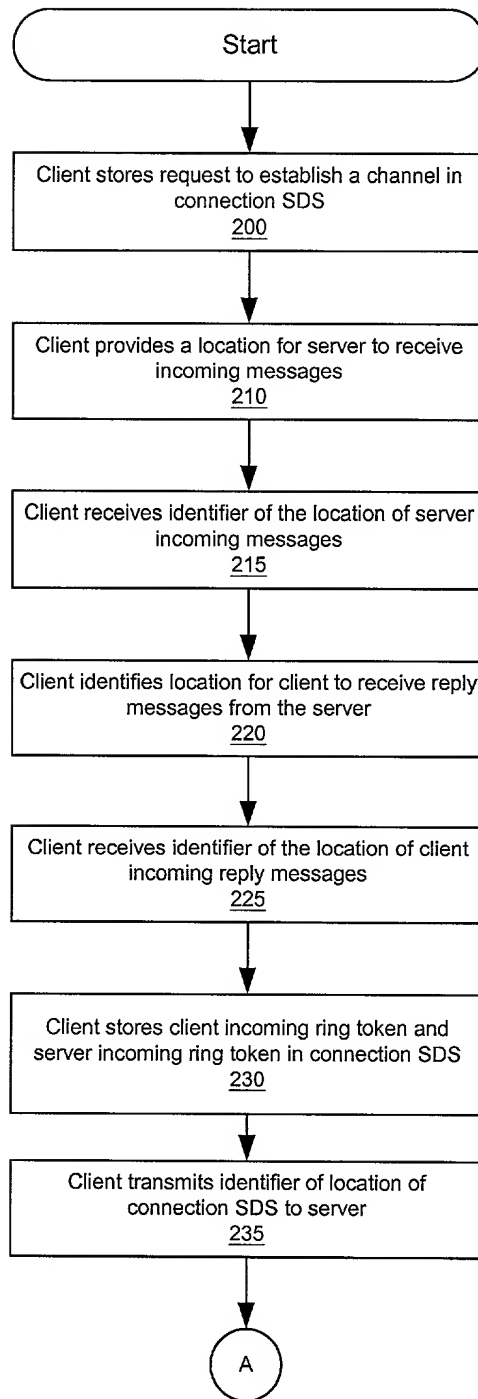 Start
Client stores request to establish a channel in
connection SDS
200
Client provides a location for server to receive
incoming messages
210
Client receives identifier of the location of server
incoming messages
215
Client identifies location for client to receive reply
messages from the server
220
Client receives identifier of the location of client
incoming reply messages
225
Client stores client incoming ring token and
server incoming ring token in connection SDS
230
Client transmits identifier of location of
connection SDS to server
235
A